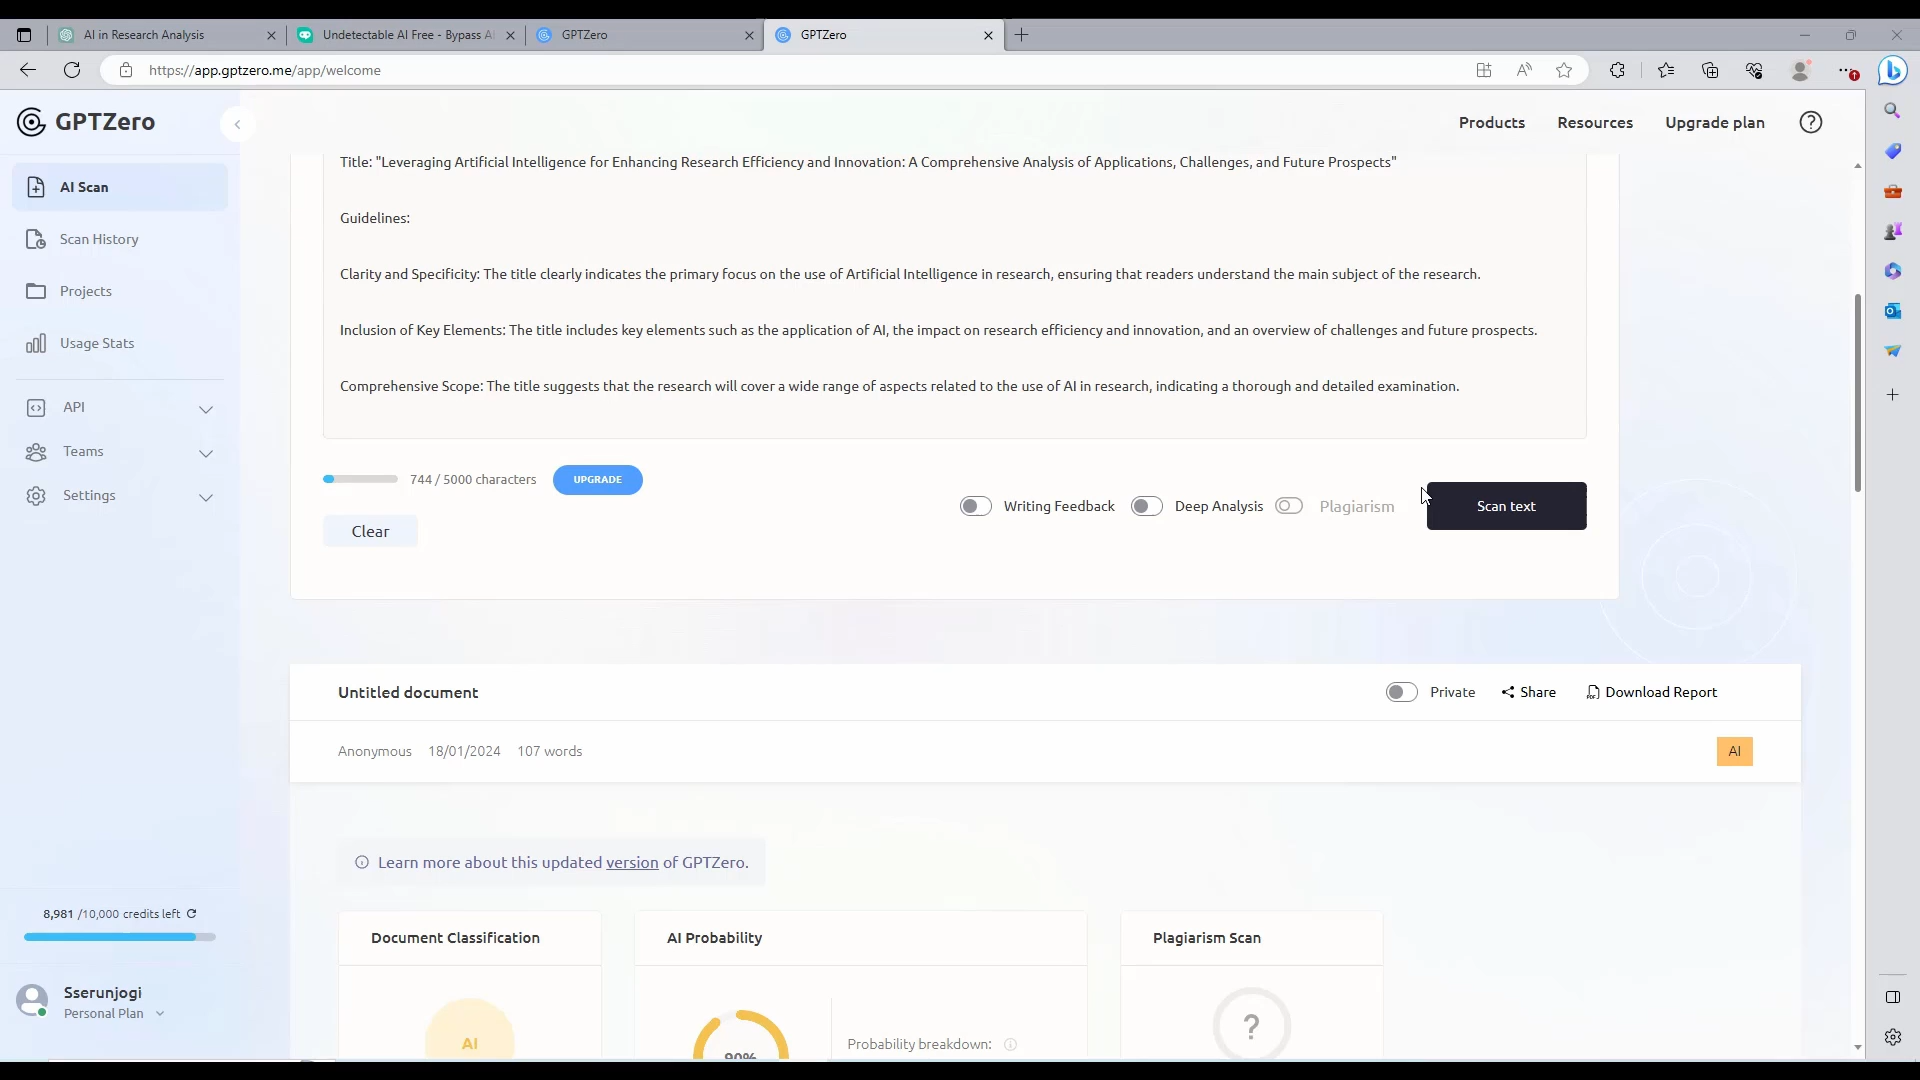 AI in Research Analysis
Undetectable AI Free - Bypass AI
GPTZero
GPTZero
https://app.gptzero.me/app/welcome
GPTZero
Products
Resources
Upgrade plan
AI Scan
Scan History
Projects
Usage Stats
API
Teams
Settings
Title: "Leveraging Artificial Intelligence for Enhancing Research Efficiency and Innovation: A Comprehensive Analysis of Applications, Challenges, and Future Prospects"
Guidelines:
Clarity and Specificity: The title clearly indicates the primary focus on the use of Artificial Intelligence in research, ensuring that readers understand the main subject of the research.
Inclusion of Key Elements: The title includes key elements such as the application of AI, the impact on research efficiency and innovation, and an overview of challenges and future prospects.
Comprehensive Scope: The title suggests that the research will cover a wide range of aspects related to the use of AI in research, indicating a thorough and detailed examination.
744 / 5000 characters
UPGRADE
Clear
Writing Feedback
Deep Analysis
Plagiarism
Scan text
Untitled document
Private
Share
Download Report
Anonymous 18/01/2024 107 words
AI
Learn more about this updated version of GPTZero.
Document Classification
AI Probability
Plagiarism Scan
AI
90%
Probability breakdown:
?
8,981 /10,000 credits left
Sserunjogi
Personal Plan